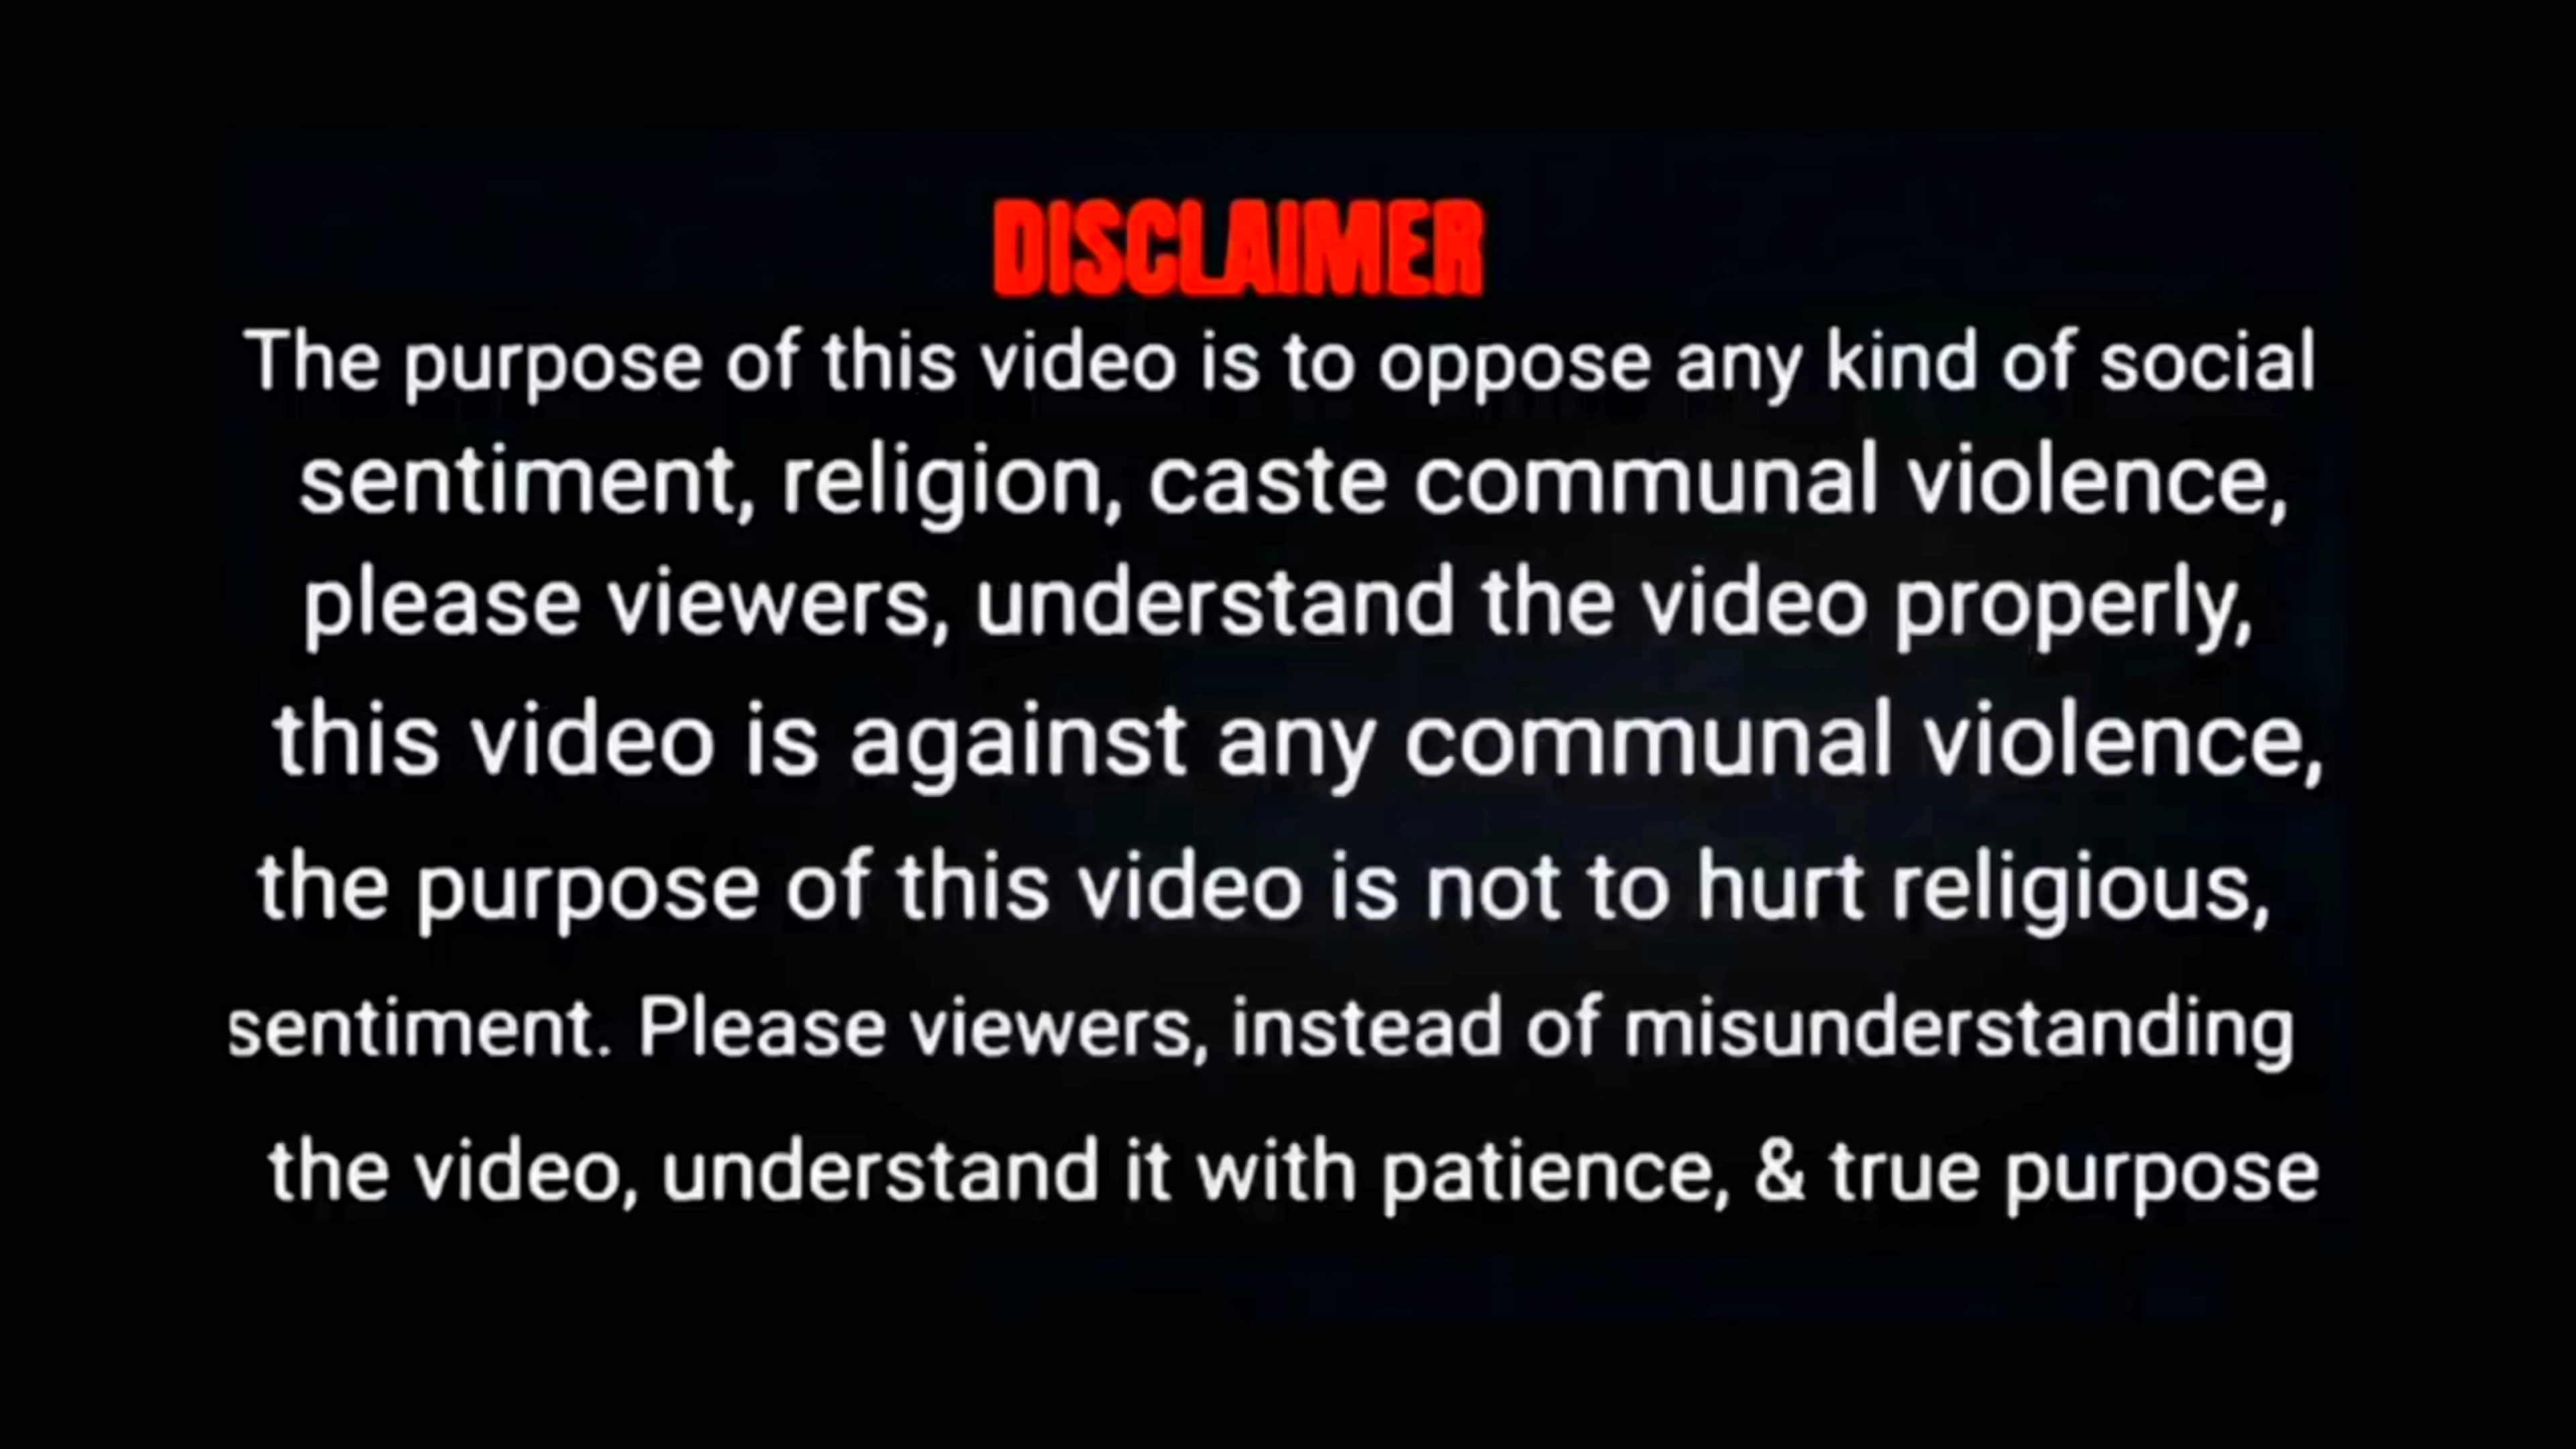 DISCLAIMER
The purpose of this video is to oppose any kind of social
sentiment, religion, caste communal violence,
please viewers, understand the video properly,
this video is against any communal violence,
the purpose of this video is not to hurt religious,
sentiment. Please viewers, instead of misunderstanding
the video, understand it with patience, & true purpose